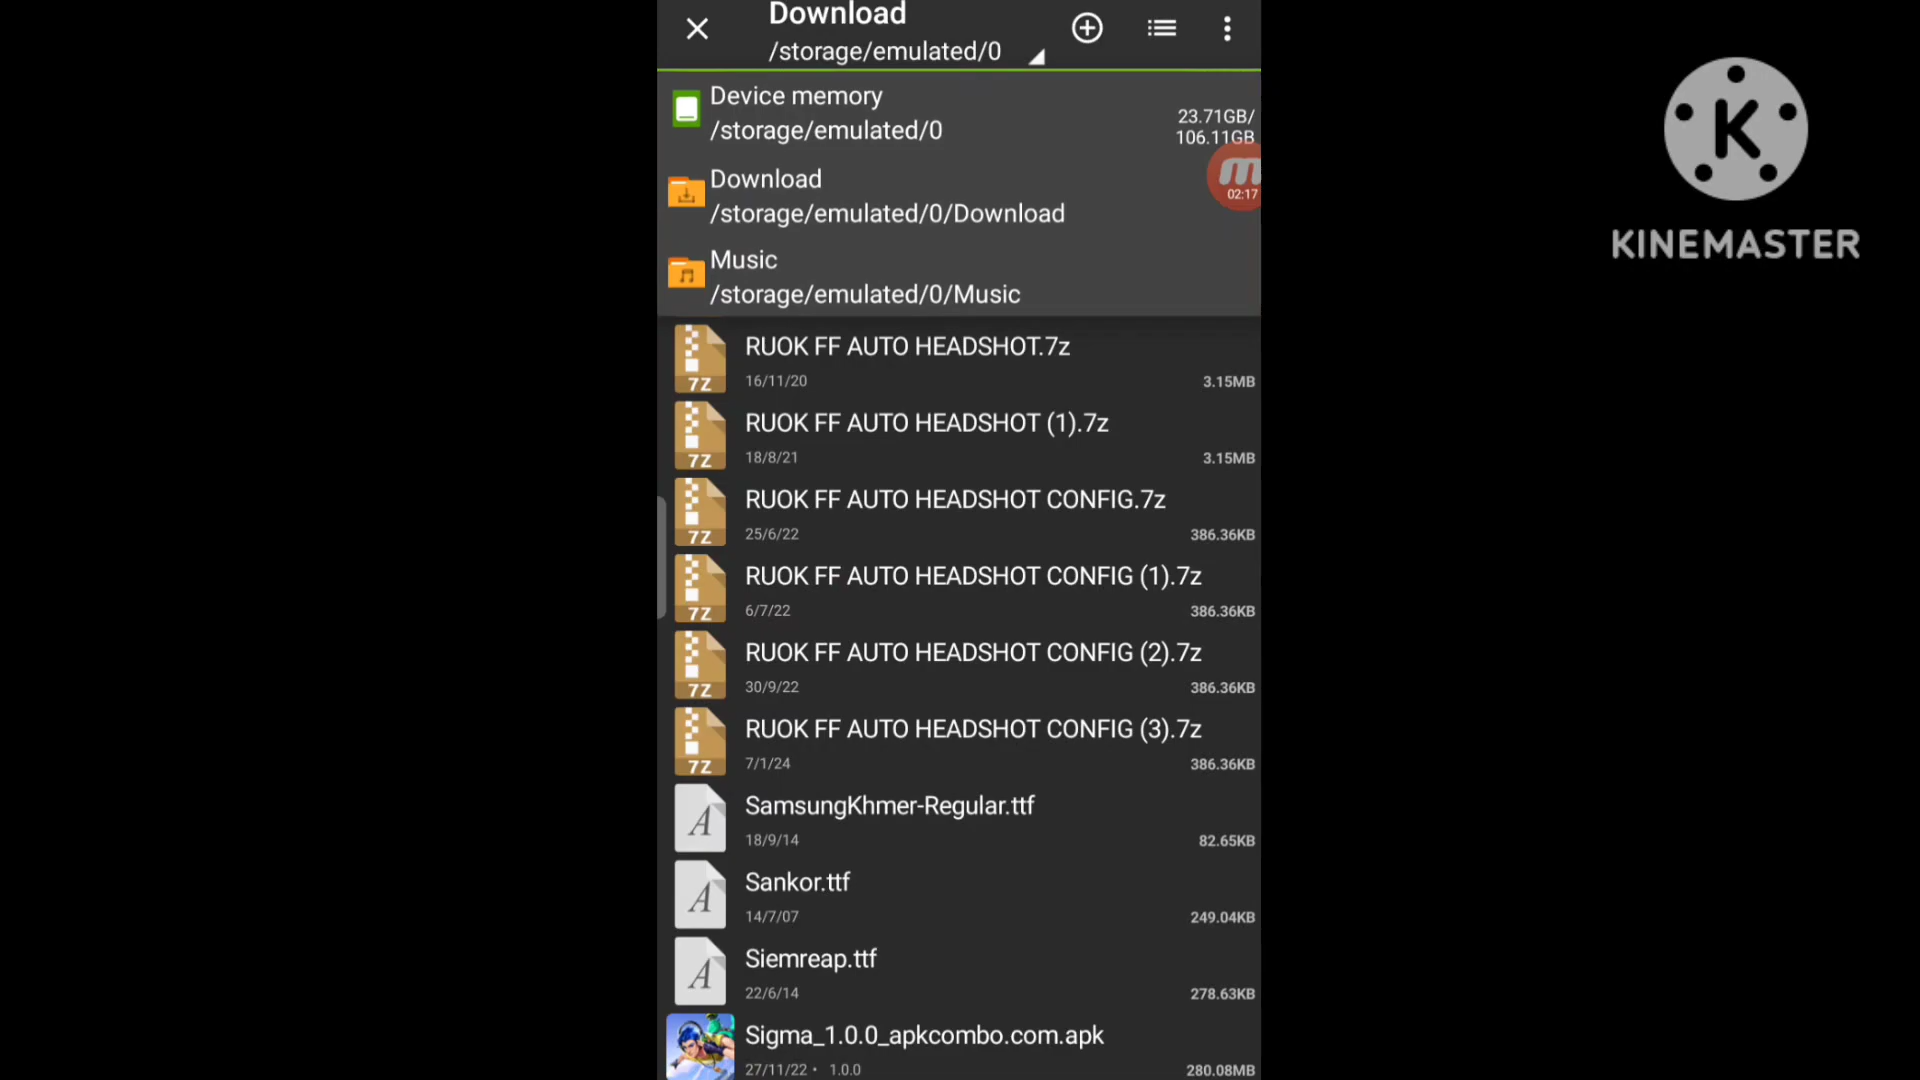 Download
/storage/emulated/0
Device memory
/storage/emulated/0
23.71GB/
106.11GB
Download
/storage/emulated/0/Download
02:17
Music
/storage/emulated/0/Music
RUOK FF AUTO HEADSHOT.7z
7Z
16/11/20
3.15MB
RUOK FF AUTO HEADSHOT (1).7z
7Z
18/8/21
3.15MB
RUOK FF AUTO HEADSHOT CONFIG.7z
7Z
25/6/22
386.36KB
RUOK FF AUTO HEADSHOT CONFIG (1).7z
7Z
6/7/22
386.36KB
RUOK FF AUTO HEADSHOT CONFIG (2).7z
7Z
30/9/22
386.36KB
RUOK FF AUTO HEADSHOT CONFIG (3).7z
7Z
7/1/24
386.36KB
SamsungKhmer-Regular.ttf
A
18/9/14
82.65KB
Sankor.ttf
A
14/7/07
249.04KB
Siemreap.ttf
A
22/6/14
278.63KB
Sigma_1.0.0_apkcombo.com.apk
27/11/22 • 1.0.0
280.08MB
K
KINEMASTER